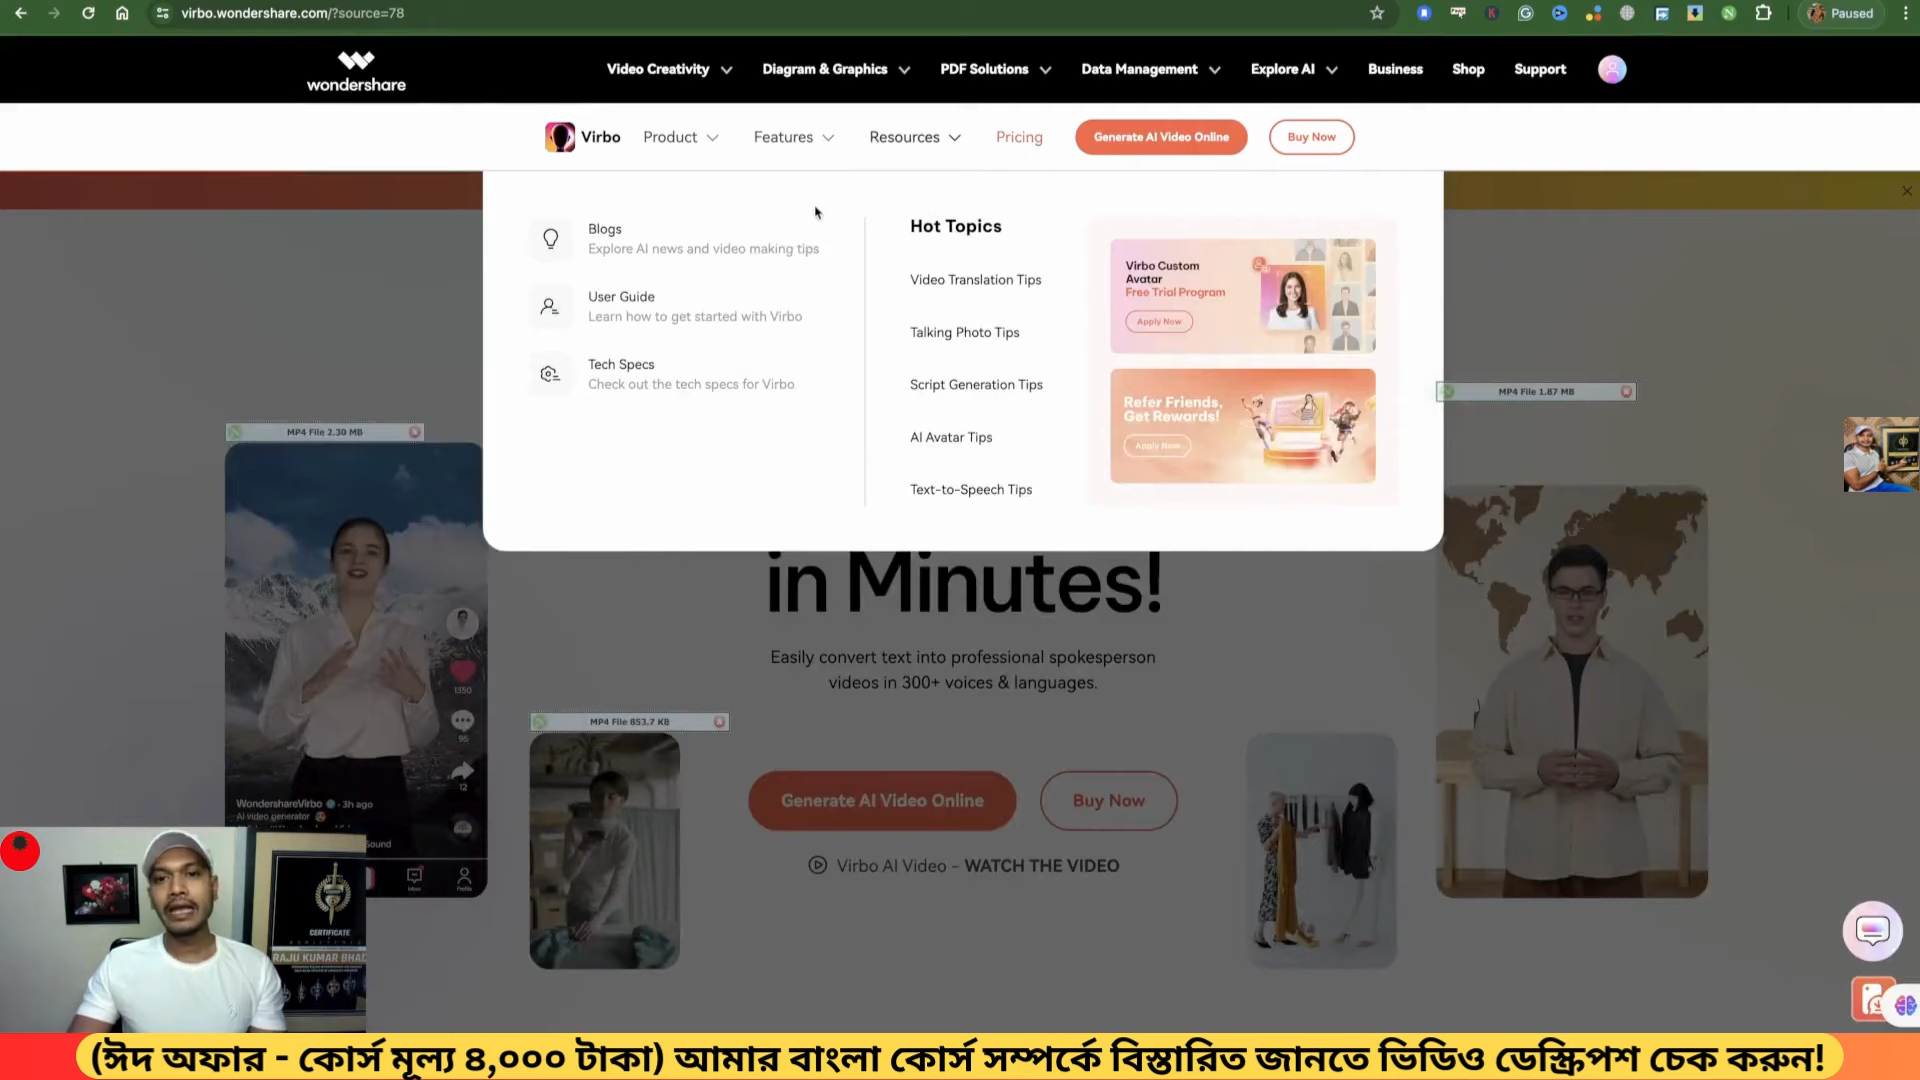 virbo.wondershare.com/?source=78
Paused
wondershare
Video Creativity
Diagram & Graphics
PDF Solutions
Data Management
Explore AI
Business
Shop
Support
Virbo
Product
Features
Resources
Pricing
Generate AI Video Online
Buy Now
Blogs
Explore AI news and video making tips
User Guide
Learn how to get started with Virbo
Tech Specs
Check out the tech specs for Virbo
Hot Topics
Video Translation Tips
Talking Photo Tips
Script Generation Tips
AI Avatar Tips
Text-to-Speech Tips
Virbo Custom
Avatar
Free Trial Program
Apply Now
Refer Friends,
Get Rewards!
Apply Now
MP4 File 2.30 MB
MP4 File 1.87 MB
in Minutes!
Easily convert text into professional spokesperson
videos in 300+ voices & languages.
MP4 File 853.7 KB
Generate AI Video Online
Buy Now
Virbo AI Video - WATCH THE VIDEO
1350
95
12
WondershareVirbo · 3h ago
AI video generator
Sound
Inbox
Profile
CERTIFICATE
RAJU KUMAR BHAD
(ঈদ অফার - কোর্স মূল্য ৪,০০০ টাকা) আমার বাংলা কোর্স সম্পর্কে বিস্তারিত জানতে ভিডিও ডেস্ক্রিপশ চেক করুন!